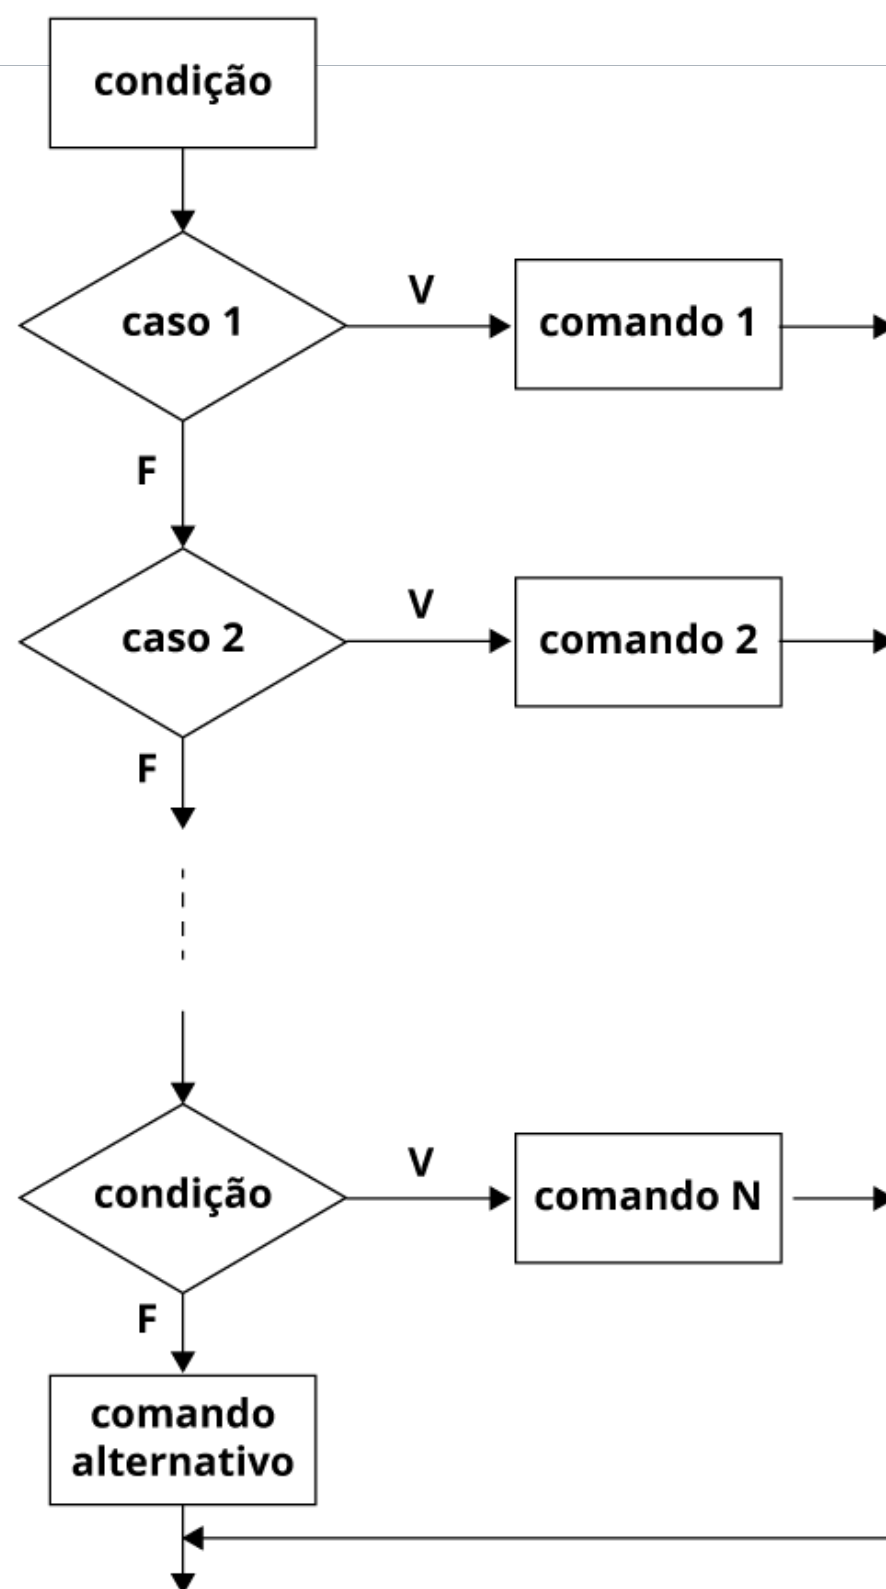 condição
caso 1
V
comando 1
F
caso 2
V
comando 2
F
condição
V
comando N
F
comando
alternativo